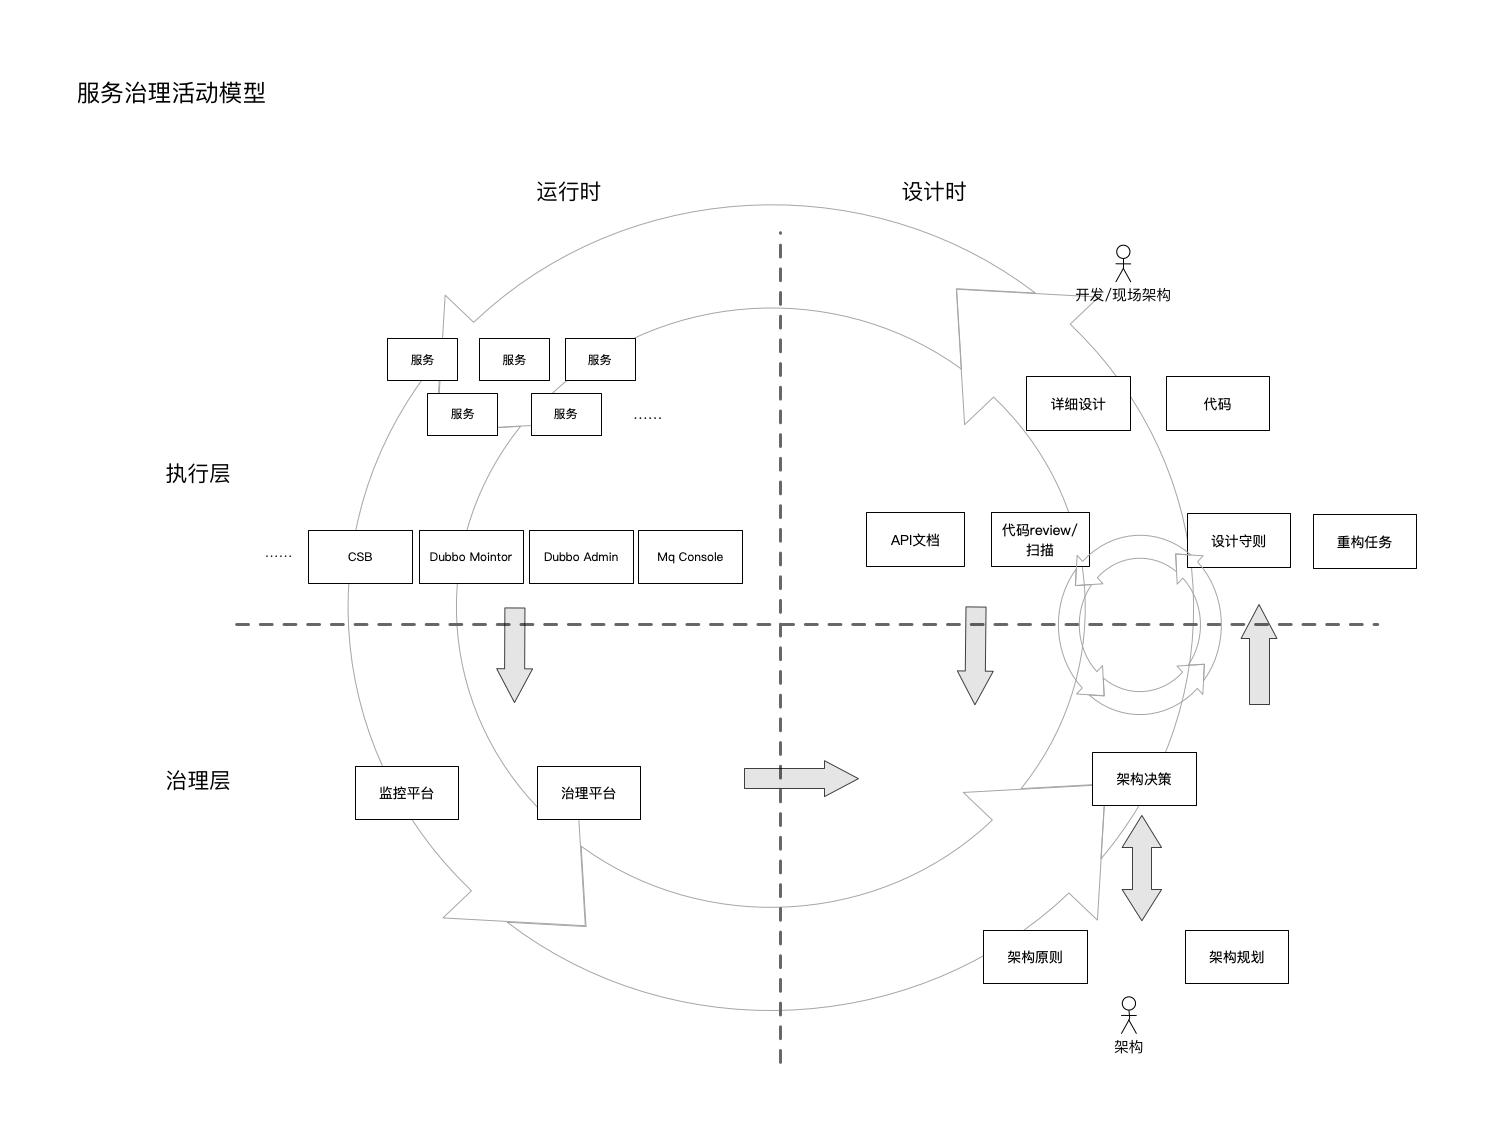 服务治理活动模型
运行时
设计时
开发/现场架构
服务
服务
服务
服务
服务
......
详细设计
代码
执行层
......
CSB
Dubbo Mointor
Dubbo Admin
Mq Console
API文档
代码review/
扫描
设计守则
重构任务
治理层
监控平台
治理平台
架构决策
架构原则
架构规划
架构